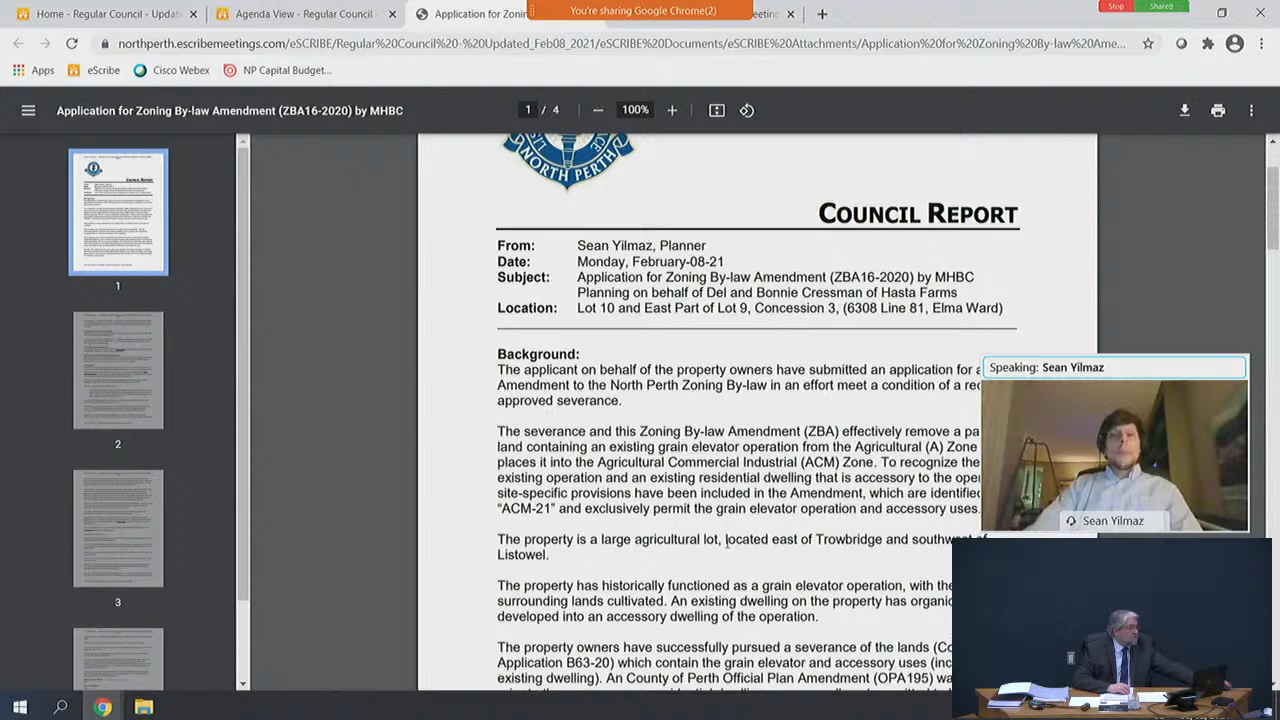 Home - Regular Council - Updat
Agenda View - Regular Council -
Application for Zonin
You're sharing Google Chrome(2)
eetings
Stop
Shared
northperth.escribemeetings.com/eSCRIBE/Regular%20Council%20-%20Updated_Feb08_2021/eSCRIBE%20Documents/eSCRIBE%20Attachments/Application%20for%20Zoning%20By-law%20Ame...
Apps
eScribe
Cisco Webex
NP Capital Budget...
Application for Zoning By-law Amendment (ZBA16-2020) by MHBC
1 / 4
100%
NORTH PERTH
COUNCIL REPORT
From: Sean Yilmaz, Planner
Date: Monday, February-08-21
Subject: Application for Zoning By-law Amendment (ZBA16-2020) by MHBC
Planning on behalf of Del and Bonnie Cressman of Hasta Farms
Location: Lot 10 and East Part of Lot 9, Concession 3, (6308 Line 81, Elma Ward)
Background:
The applicant on behalf of the property owners have submitted an application for a
Amendment to the North Perth Zoning By-law in an effort meet a condition of a rec
approved severance.
The severance and this Zoning By-law Amendment (ZBA) effectively remove a pa
land containing an existing grain elevator operation from the Agricultural (A) Zone
places it into the Agricultural Commercial Industrial (ACM) Zone. To recognize the
existing operation and an existing residential dwelling that is accessory to the oper
site-specific provisions have been included in the Amendment, which are identified
"ACM-21" and exclusively permit the grain elevator operation and accessory uses.
The property is a large agricultural lot, located east of Trowbridge and southwest of
Listowel.
The property has historically functioned as a grain elevator operation, with the
surrounding lands cultivated. An existing dwelling on the property has organic
developed into an accessory dwelling of the operation.
The property owners have successfully pursued a severance of the lands (Co
Application B63-20) which contain the grain elevator and accessory uses (inc
existing dwelling). An County of Perth Official Plan Amendment (OPA195) wa
1
2
3
Speaking: Sean Yilmaz
Sean Yilmaz